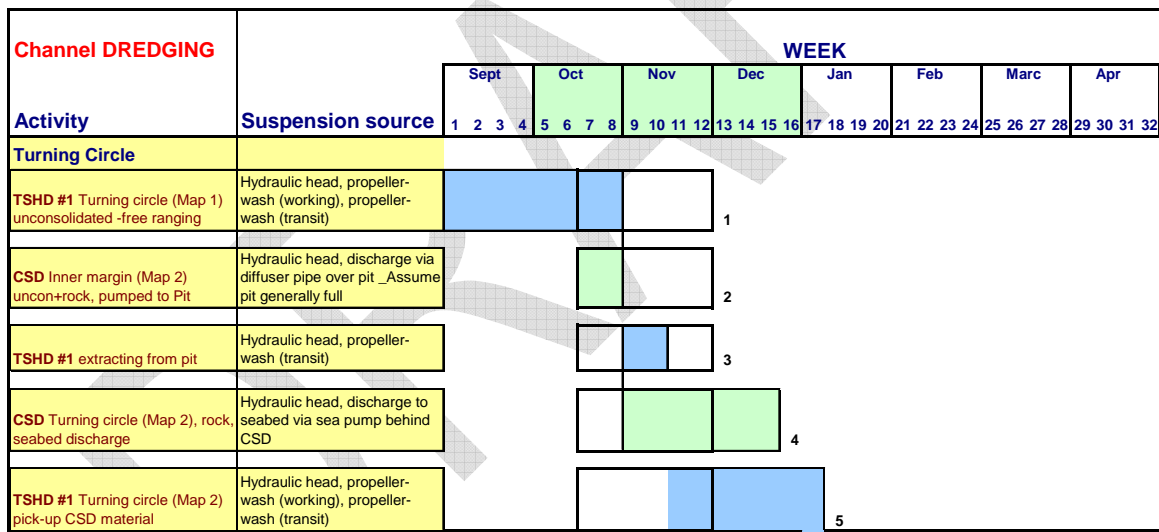 Channel DREDGING
WEEK
Sept Oct Nov Dec Jan Feb Marc Apr
Activity Suspension source 1 2 3 4 5 6 7 8 9 10 11 12 13 14 15 16 17 18 19 20 21 22 23 24 25 26 27 28 29 30 31 32
Turning Circle
TSHD #1 Turning circle (Map 1)
unconsolidated -free ranging
Hydraulic head, propeller-
wash (working), propeller-
wash (transit)
1
CSD Inner margin (Map 2)
uncon+rock, pumped to Pit
Hydraulic head, discharge via
diffuser pipe over pit _Assume
pit generally full
2
TSHD #1 extracting from pit
Hydraulic head, propeller-
wash (transit)
3
CSD Turning circle (Map 2), rock,
seabed discharge
Hydraulic head, discharge to
seabed via sea pump behind
CSD
4
TSHD #1 Turning circle (Map 2)
pick-up CSD material
Hydraulic head, propeller-
wash (working), propeller-
wash (transit)
5